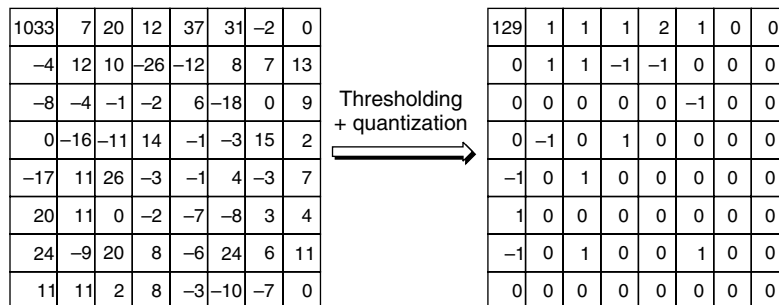 1033 7 20 12 37 31 –2 0
–4 12 10 –26 –12 8 7 13
–8 –4 –1 –2 6 –18 0 9
0 –16 –11 14 –1 –3 15 2
–17 11 26 –3 –1 4 –3 7
20 11 0 –2 –7 –8 3 4
24 –9 20 8 –6 24 6 11
11 11 2 8 –3 –10 –7 0
Thresholding
+ quantization
129 1 1 1 2 1 0 0
0 1 1 –1 –1 0 0 0
0 0 0 0 0 –1 0 0
0 –1 0 1 0 0 0 0
–1 0 1 0 0 0 0 0
1 0 0 0 0 0 0 0
–1 0 1 0 0 1 0 0
0 0 0 0 0 0 0 0